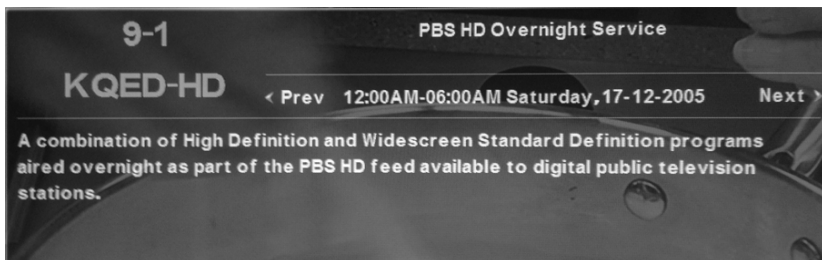 9-1
PBS HD Overnight Service
KQED-HD
‹ Prev 12:00AM-06:00AM Saturday,17-12-2005 Next ›
A combination of High Definition and Widescreen Standard Definition programs
aired overnight as part of the PBS HD feed available to digital public television
stations.